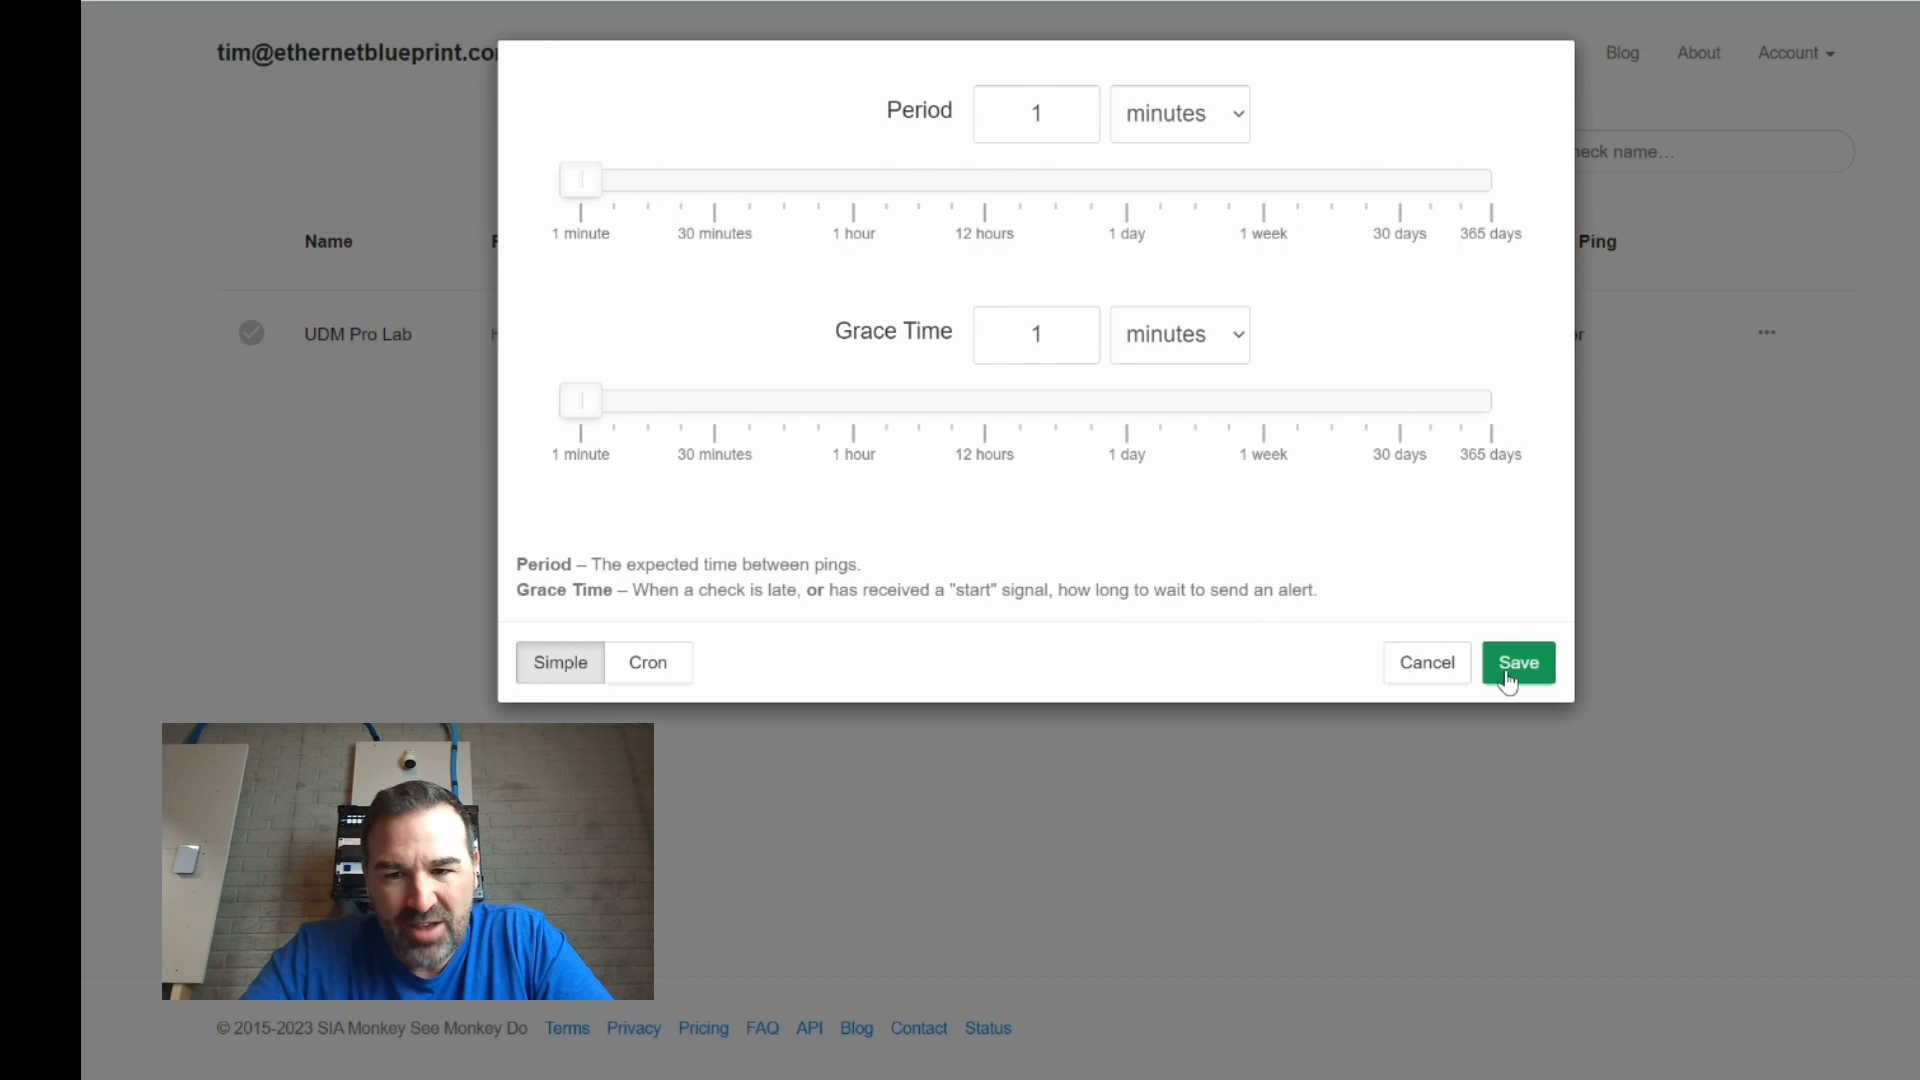 tim@ethernetblueprint.co
Blog About Account
Period 1 minutes
heck name...
1 minute 30 minutes 1 hour 12 hours 1 day 1 week 30 days 365 days
Name Ping
Grace Time 1 minutes
UDM Pro Lab
1 minute 30 minutes 1 hour 12 hours 1 day 1 week 30 days 365 days
Period – The expected time between pings.
Grace Time – When a check is late, or has received a "start" signal, how long to wait to send an alert.
Simple Cron Cancel Save
© 2015-2023 SIA Monkey See Monkey Do Terms Privacy Pricing FAQ API Blog Contact Status